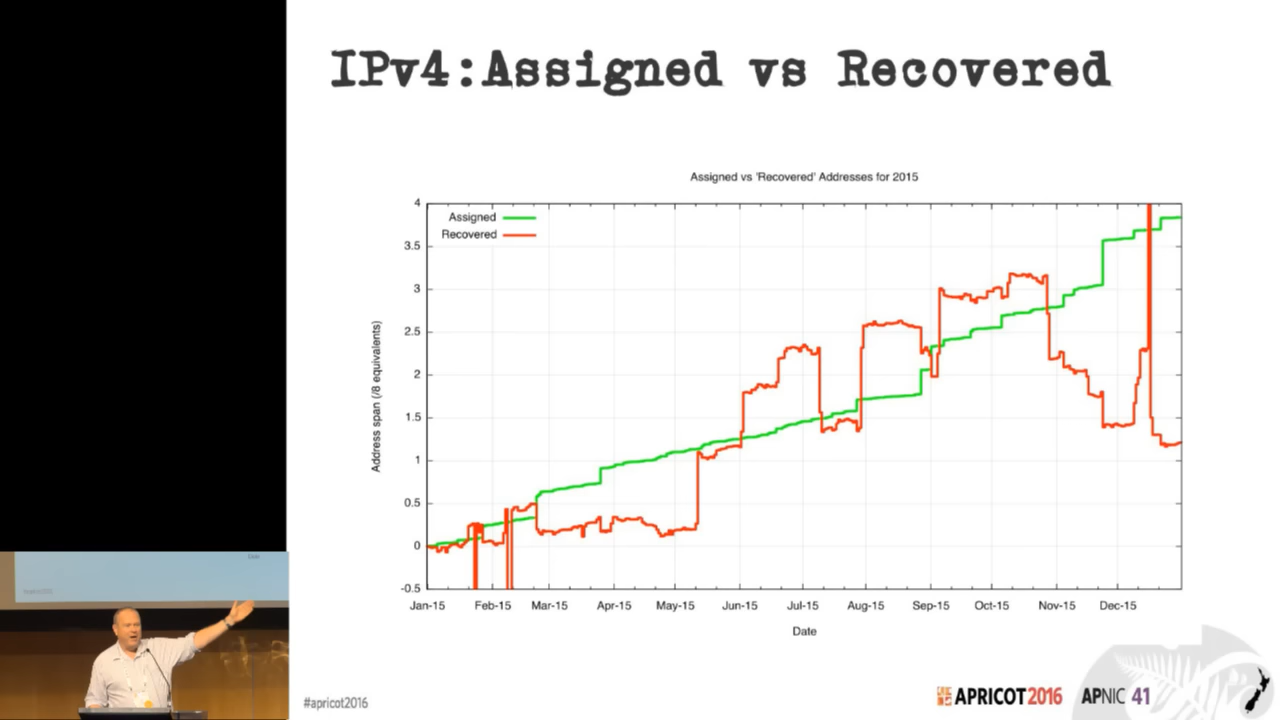 IPv4:Assigned vs Recovered
Assigned vs 'Recovered' Addresses for 2015
Assigned
Recovered
Address span (/8 equivalents)
4
3.5
3
2.5
2
1.5
1
0.5
0
-0.5
Jan-15 Feb-15 Mar-15 Apr-15 May-15 Jun-15 Jul-15 Aug-15 Sep-15 Oct-15 Nov-15 Dec-15
Date
#apricot2016
APRICOT 2016 APNIC 41